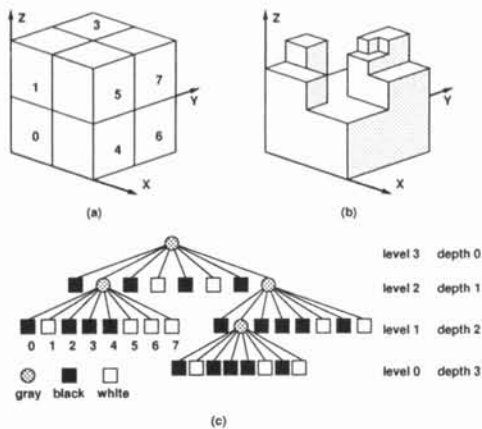 Z
3
1
5
7
Y
0
4
6
X
(a)
Z
Y
X
(b)
level 3 depth 0
level 2 depth 1
level 1 depth 2
0 1 2 3 4 5 6 7
level 0 depth 3
gray black white
(c)